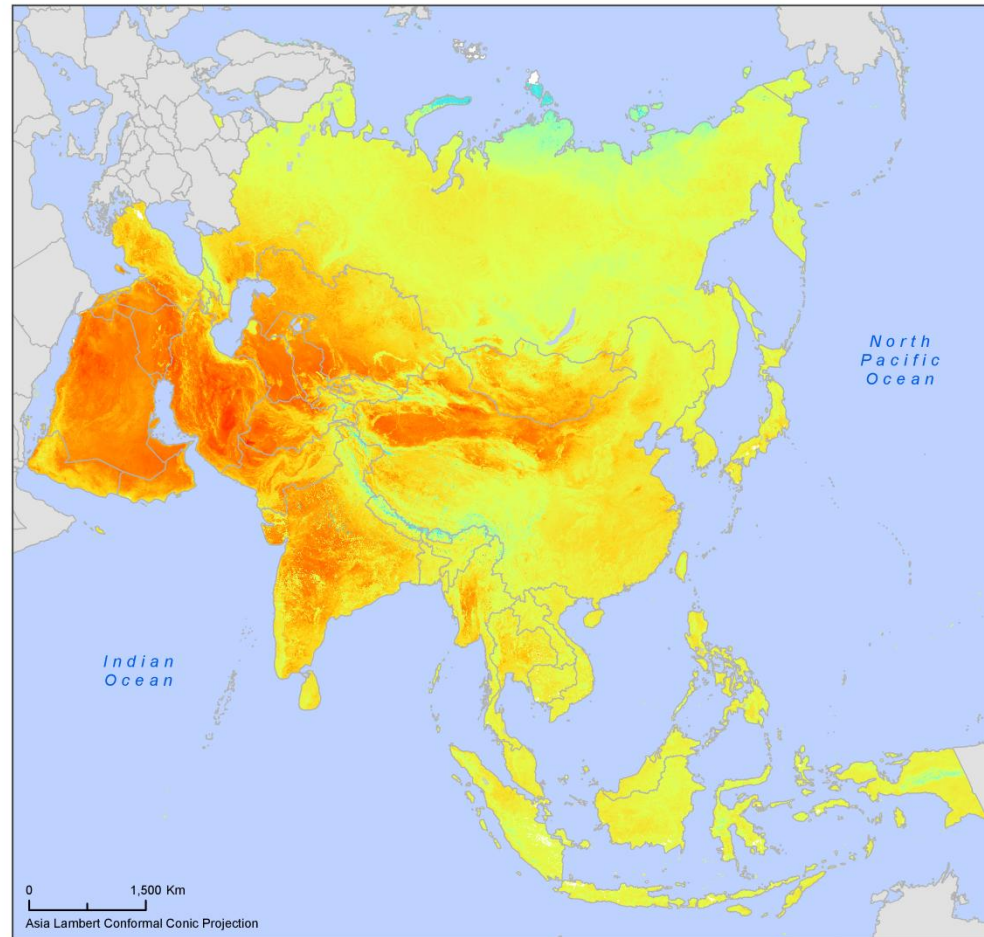 North
Pacific
Ocean
Indian
Ocean
0 1,500 Km
Asia Lambert Conformal Conic Projection